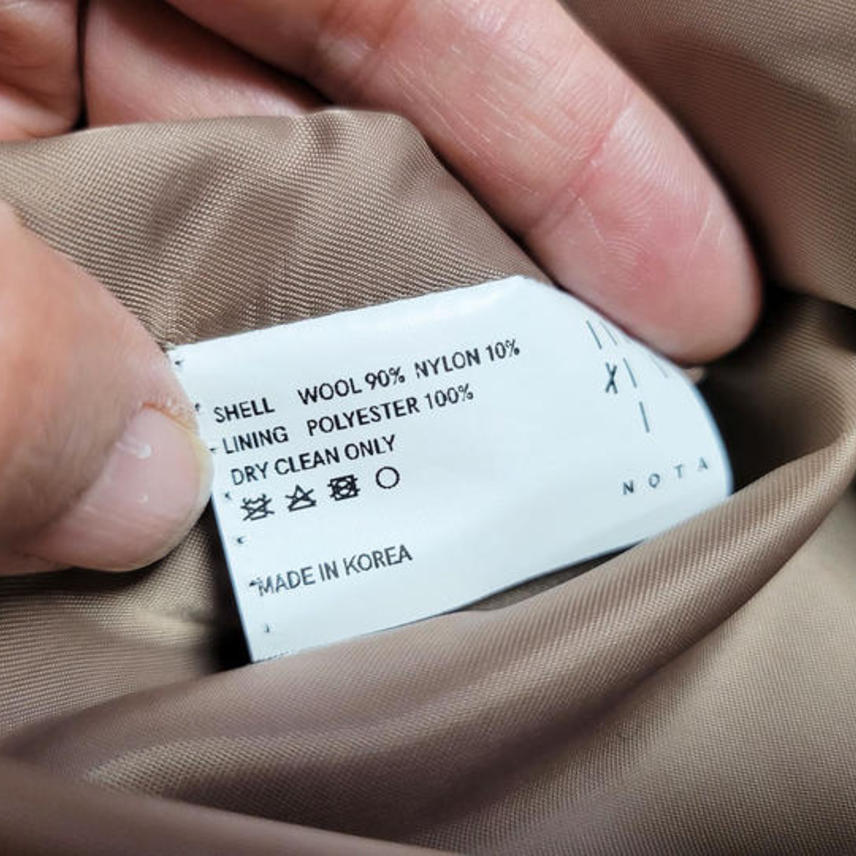 SHELL WOOL 90% NYLON 10%
LINING POLYESTER 100%
DRY CLEAN ONLY
MADE IN KOREA
NOTA